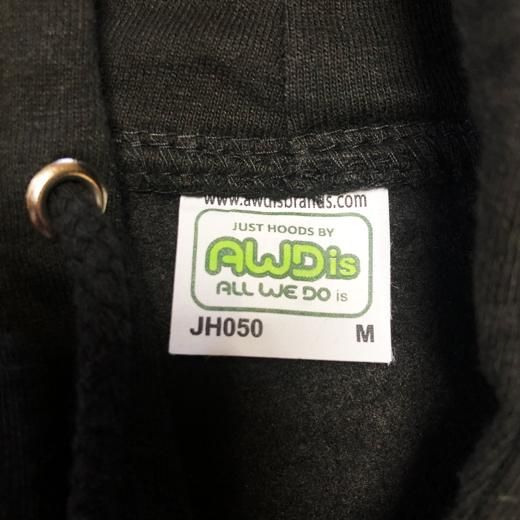 www.awdisbrands.com
JUST HOODS BY
AWDis
ALL WE DO is
JH050 M